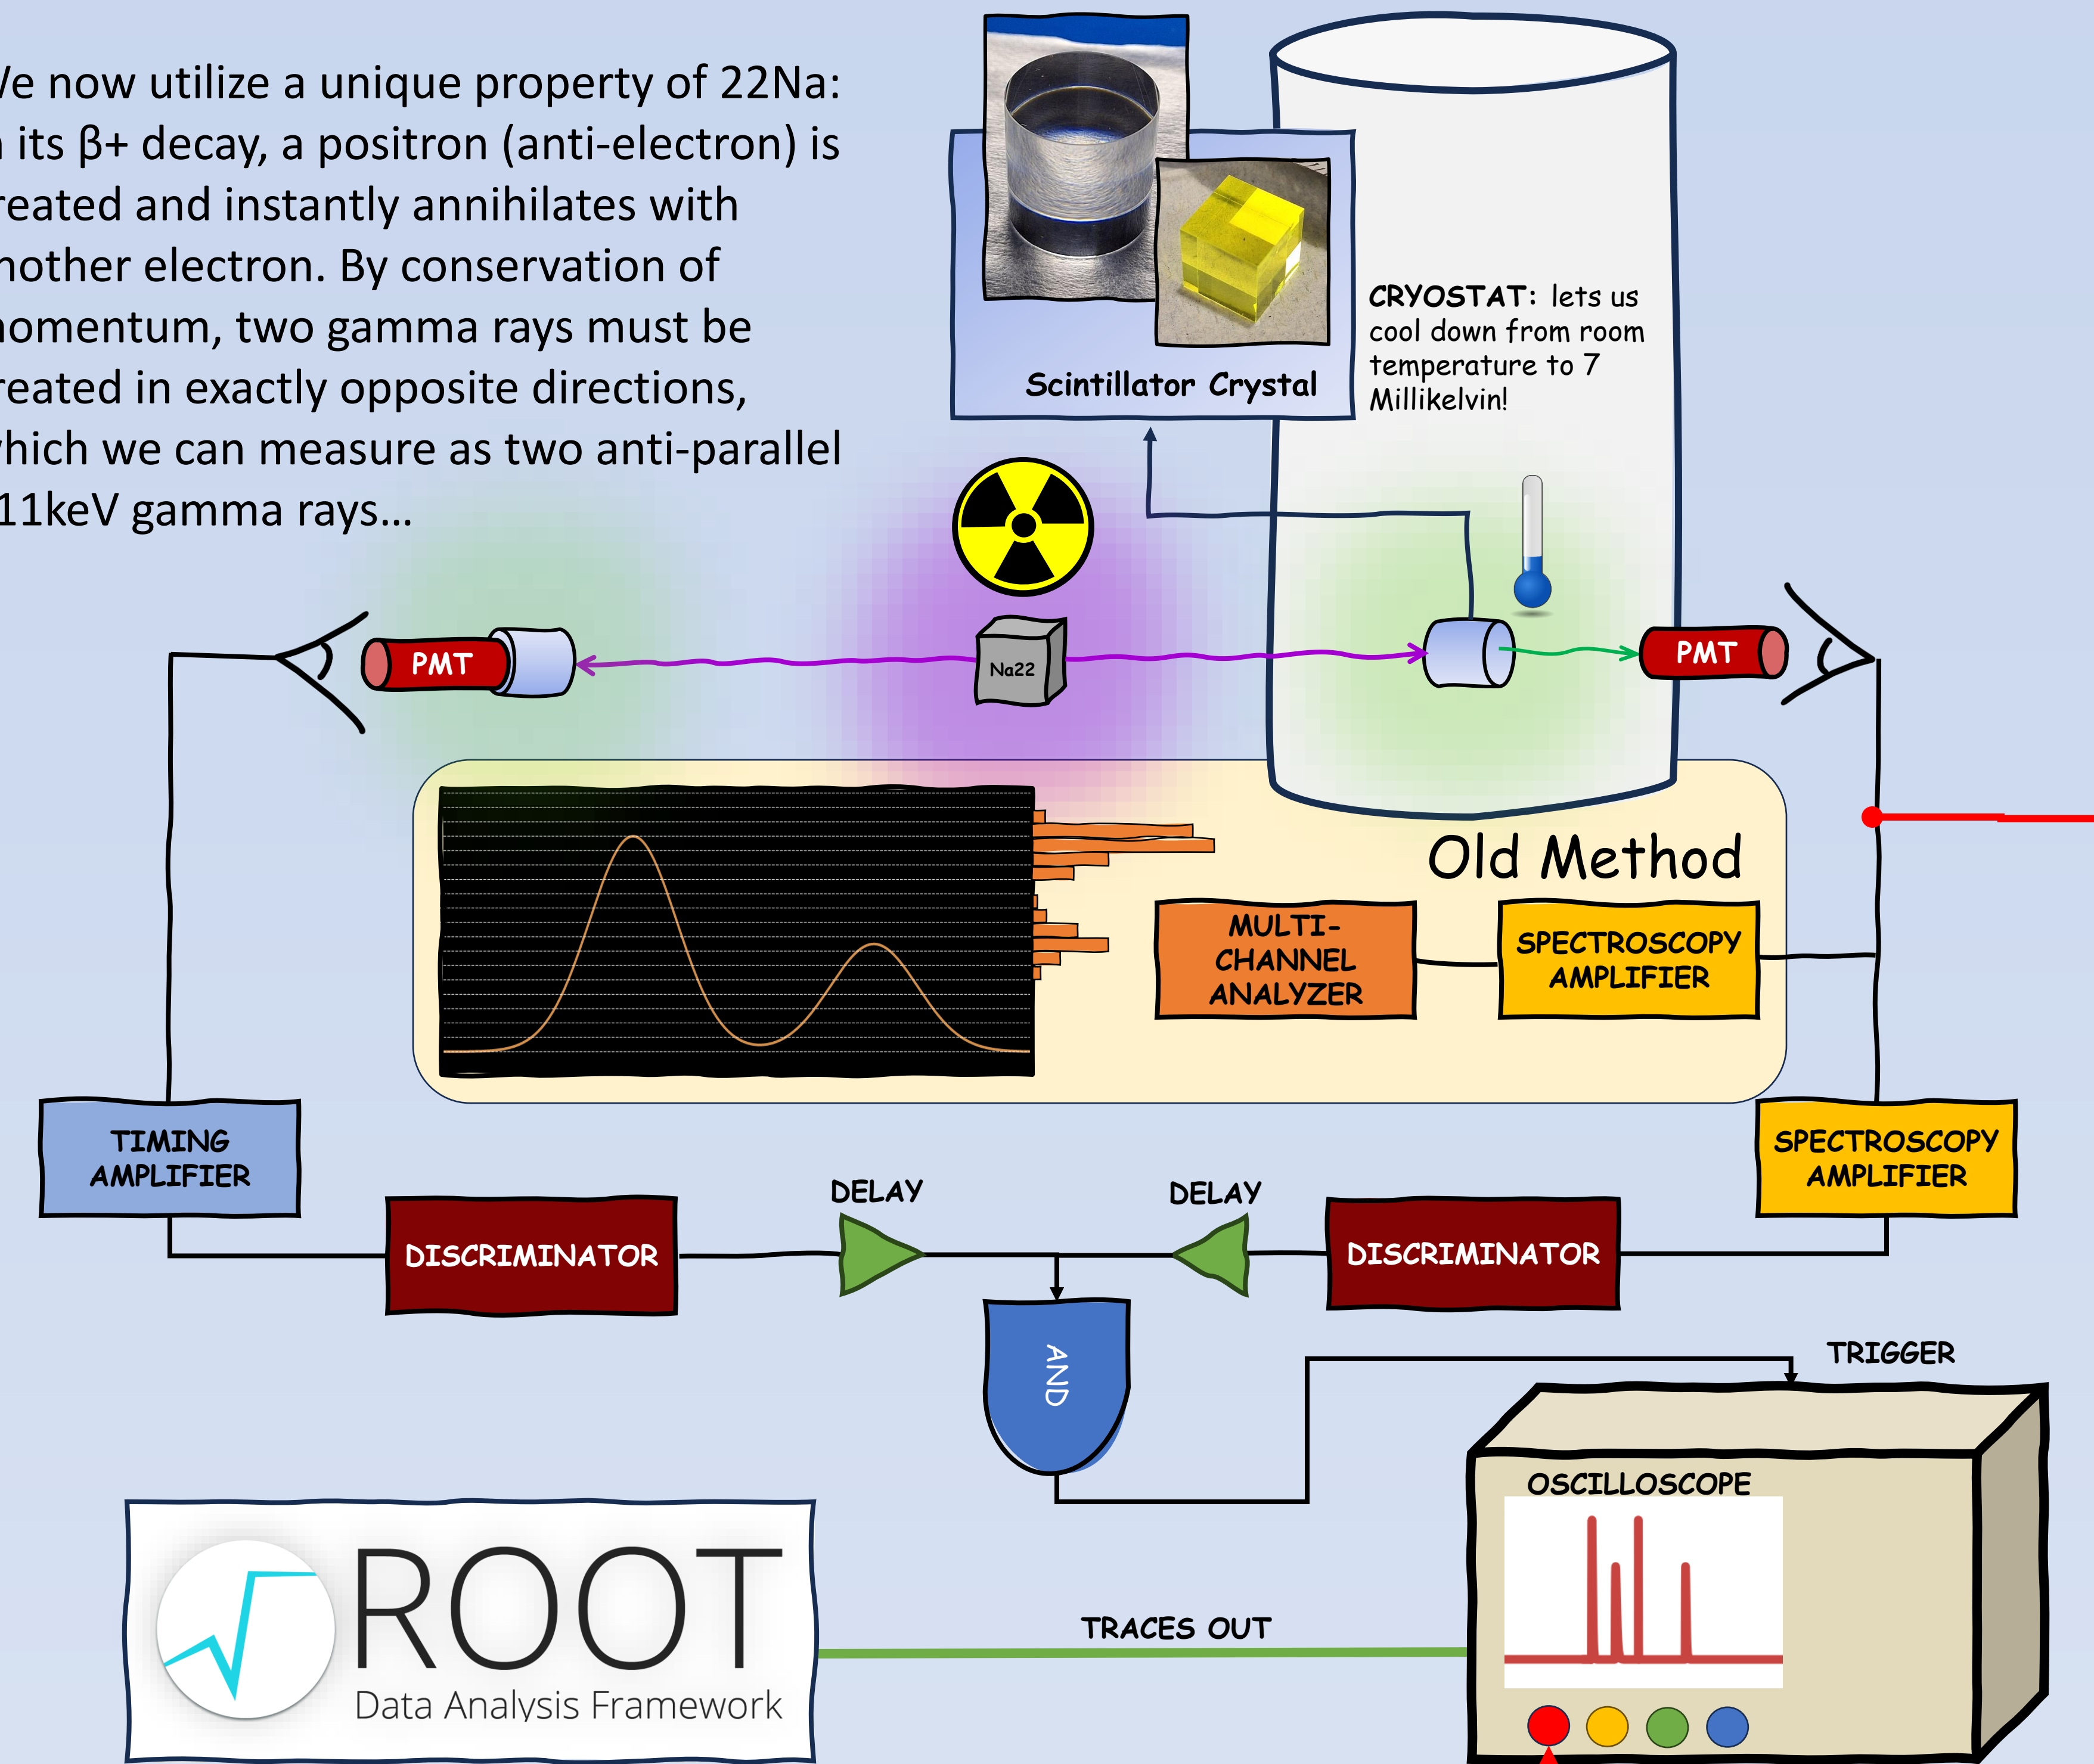 We now utilize a unique property of 22Na:
n its β+ decay, a positron (anti-electron) is
reated and instantly annihilates with
nother electron. By conservation of
momentum, two gamma rays must be
reated in exactly opposite directions,
which we can measure as two anti-parallel
11keV gamma rays...
Scintillator Crystal
CRYOSTAT: lets us
cool down from room
temperature to 7
Millikelvin!
PMT
Na22
PMT
Old Method
MULTI-
CHANNEL
ANALYZER
SPECTROSCOPY
AMPLIFIER
TIMING
AMPLIFIER
SPECTROSCOPY
AMPLIFIER
DISCRIMINATOR
DELAY
DELAY
DISCRIMINATOR
AND
TRIGGER
OSCILLOSCOPE
TRACES OUT
ROOT
Data Analysis Framework